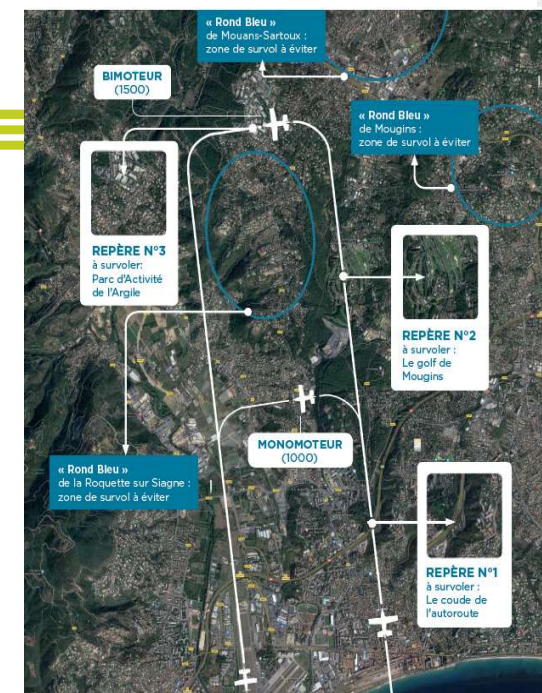 « Rond Bleu »
de Mouans-Sartoux :
zone de survol à éviter
BIMOTEUR
(1500)
« Rond Bleu »
de Mougins :
zone de survol à éviter
REPÈRE N°3
à survoler:
Parc d'Activité
de l'Argile
REPÈRE N°2
à survoler :
Le golf de
Mougins
MONOMOTEUR
(1000)
« Rond Bleu »
de la Roquette sur Siagne :
zone de survol à éviter
REPÈRE N°1
à survoler :
Le coude de
l'autoroute